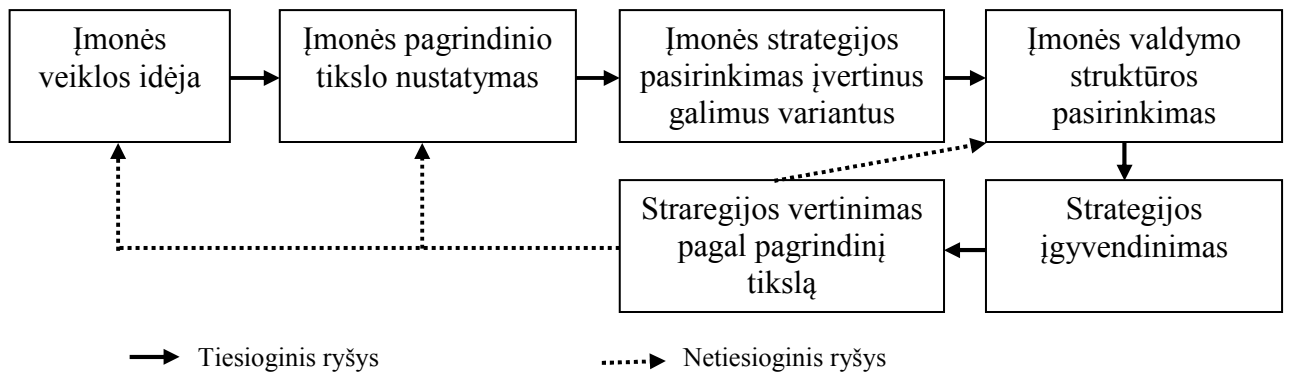 Įmonės
veiklos idėja
Įmonės pagrindinio
tikslo nustatymas
Įmonės strategijos
pasirinkimas įvertinus
galimus variantus
Įmonės valdymo
struktūros
pasirinkimas
Straregijos vertinimas
pagal pagrindinį
tikslą
Strategijos
įgyvendinimas
Tiesioginis ryšys
Netiesioginis ryšys